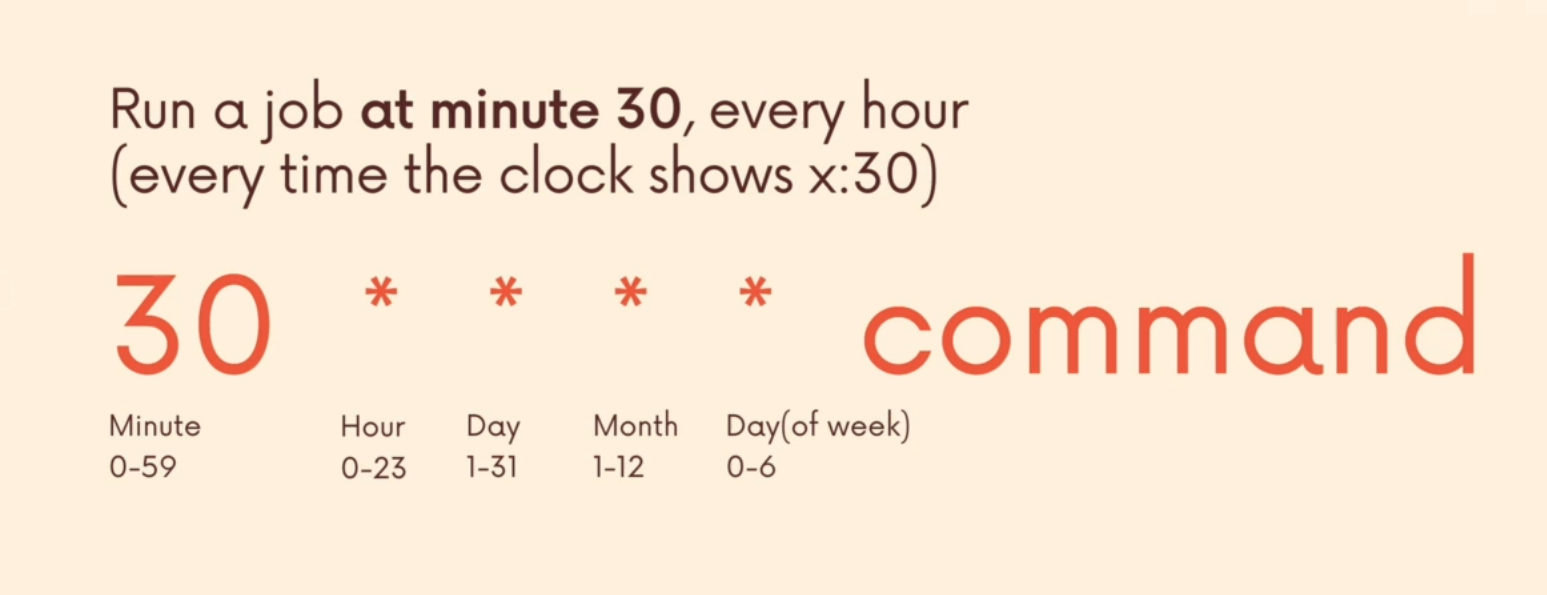 Run a job at minute 30, every hour
(every time the clock shows x:30)
30 * * * * command
Minute Hour Day Month Day(of week)
0-59 0-23 1-31 1-12 0-6